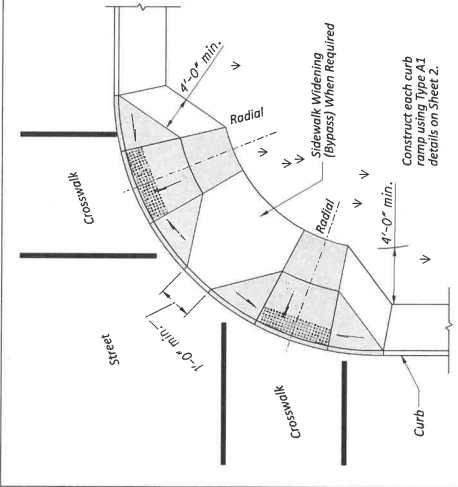 4'-0" min.
Radial
Sidewalk Widening
(Bypass) When Required
Crosswalk
Construct each curb
ramp using Type A1
details on Sheet 2.
Radial
4'-0" min.
Street
1'-0" min.
Crosswalk
Curb